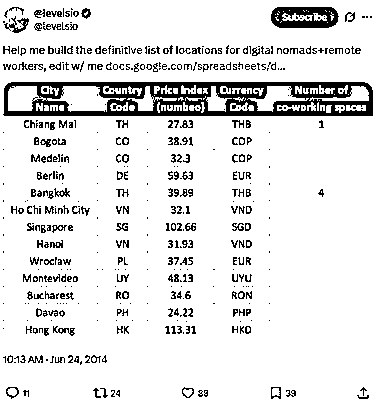 @levelsio
@levelsio
Subscribe
Help me build the definitive list of locations for digital nomads+remote
workers, edit w/ me docs.google.com/spreadsheets/d...
City Name Country Code Price Index (numbeo) Currency Code Number of co-working spaces
Chiang Mai TH 27.83 THB 1
Bogota CO 38.91 COP
Medelin CO 32.3 COP
Berlin DE 59.63 EUR
Bangkok TH 39.89 THB 4
Ho Chi Minh City VN 32.1 VND
Singapore SG 102.66 SGD
Hanoi VN 31.93 VND
Wroclaw PL 37.45 EUR
Montevideo UY 48.13 UYU
Bucharest RO 34.6 RON
Davao PH 24.22 PHP
Hong Kong HK 113.31 HKD
10:13 AM · Jun 24, 2014
11 24 89 39